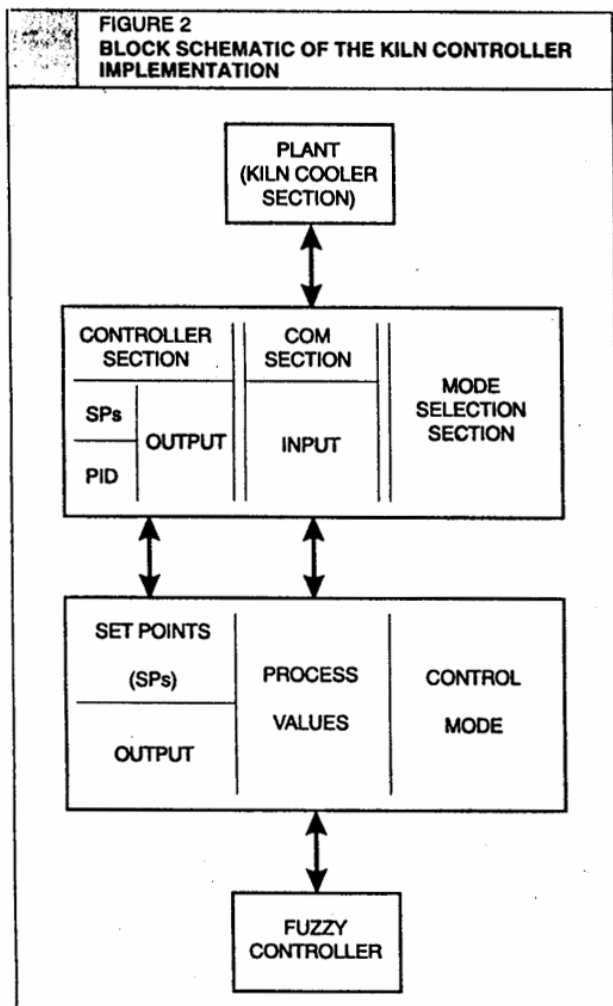 FIGURE 2
BLOCK SCHEMATIC OF THE KILN CONTROLLER
IMPLEMENTATION
PLANT
(KILN COOLER
SECTION)
CONTROLLER
SECTION
SPs
PID
OUTPUT
COM
SECTION
INPUT
MODE
SELECTION
SECTION
SET POINTS
(SPs)
OUTPUT
PROCESS
VALUES
CONTROL
MODE
FUZZY
CONTROLLER